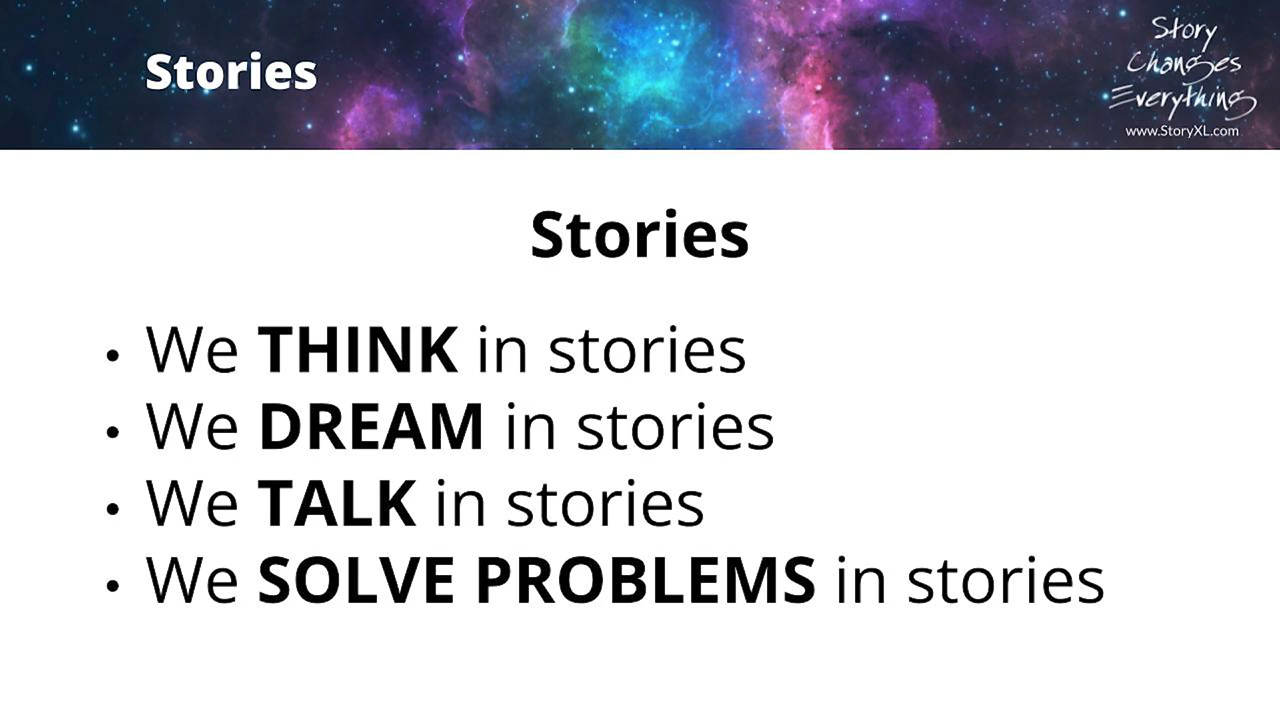 Stories
Story
Changes
Everything
www.StoryXL.com
Stories
• We THINK in stories
• We DREAM in stories
• We TALK in stories
• We SOLVE PROBLEMS in stories